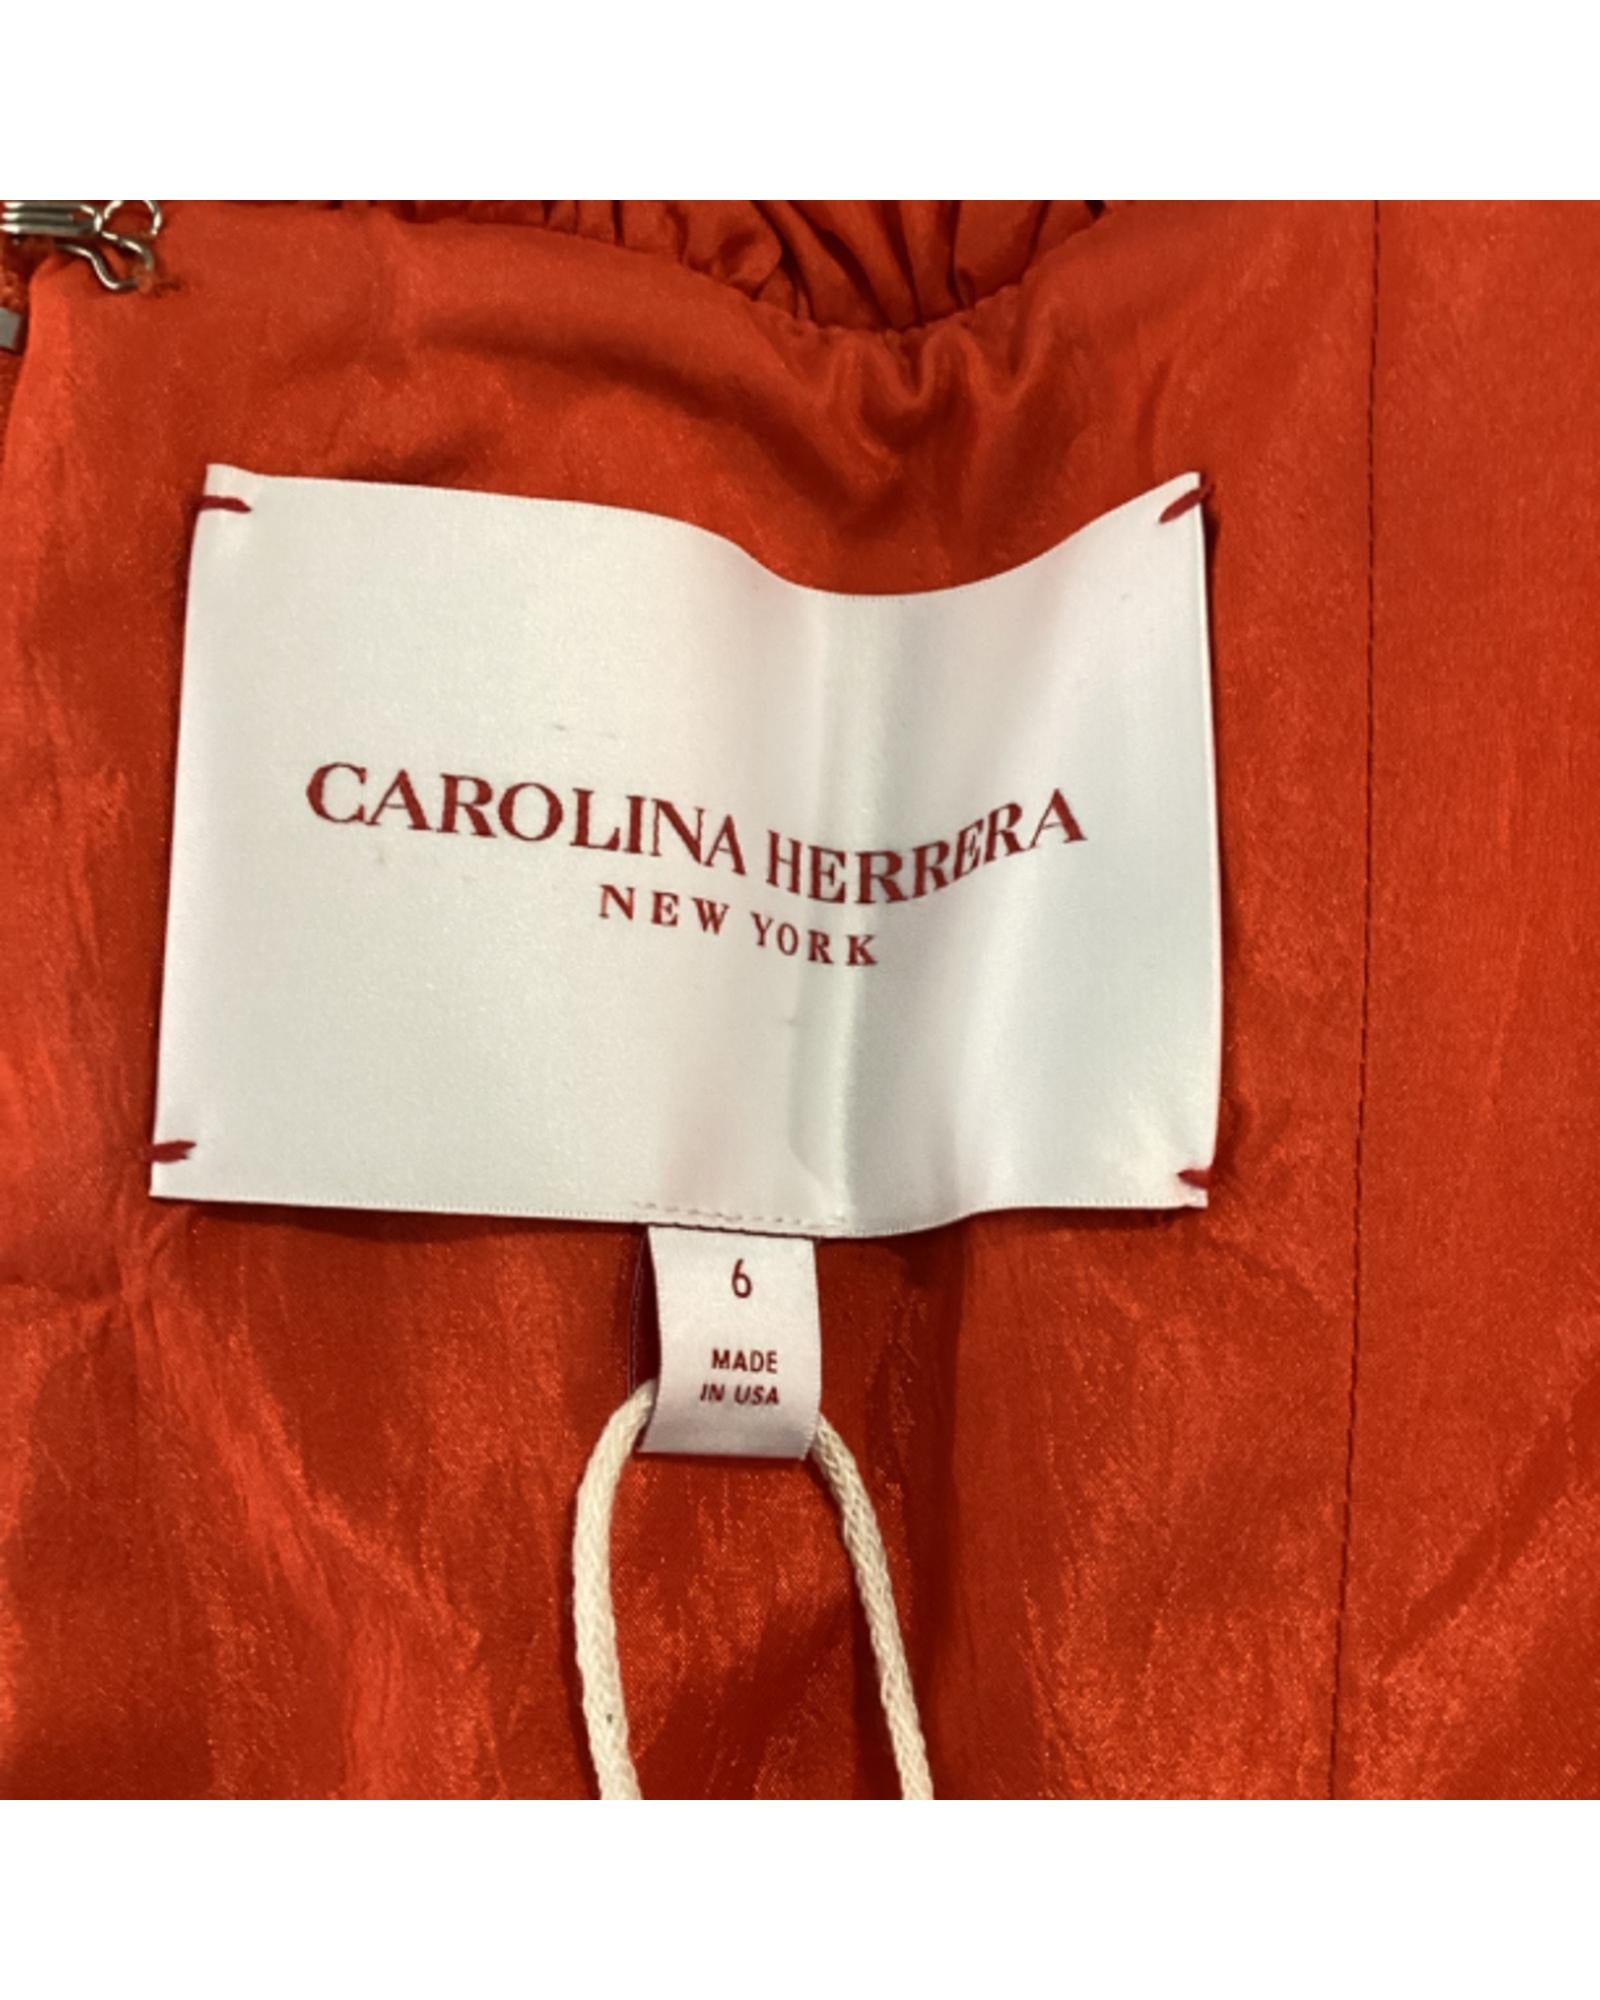 CAROLINA HERRERA
NEW YORK
6
MADE
IN USA